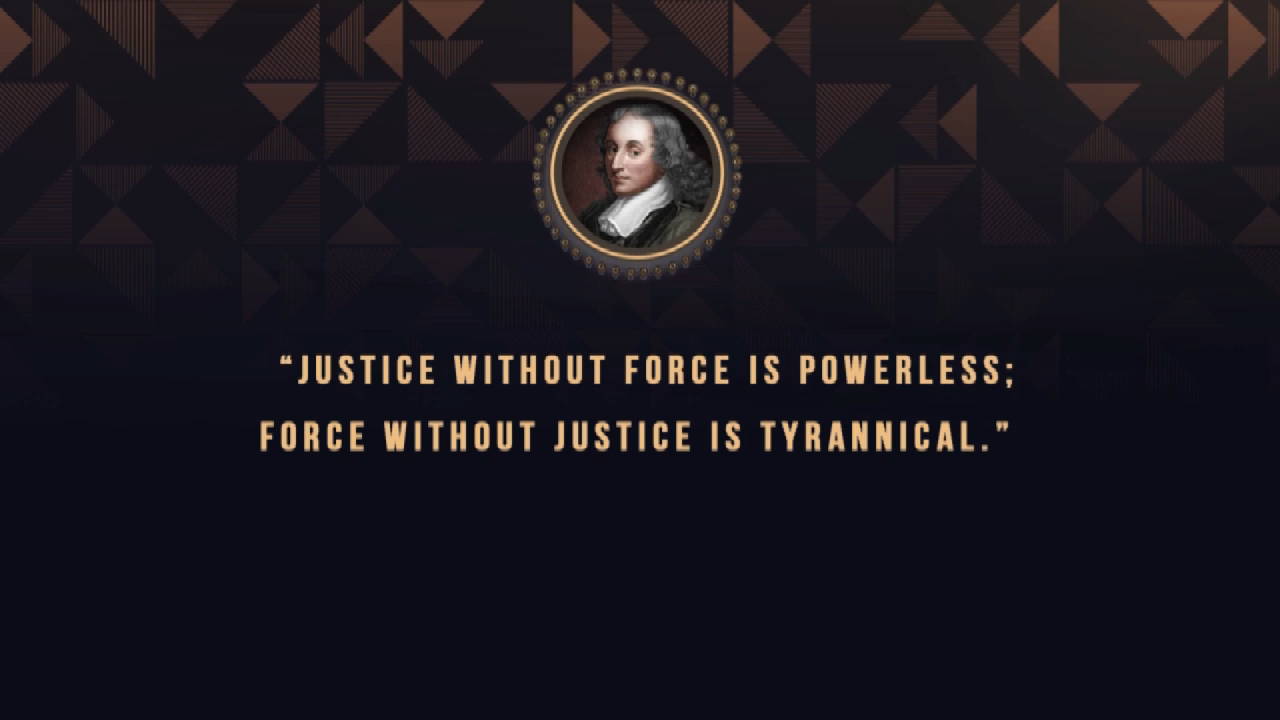 “JUSTICE WITHOUT FORCE IS POWERLESS;
FORCE WITHOUT JUSTICE IS TYRANNICAL.”